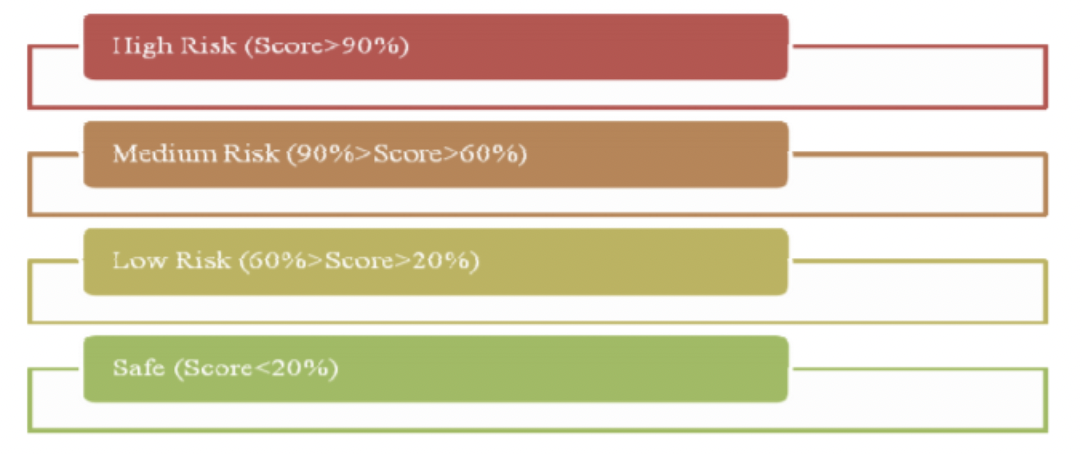 High Risk (Score>90%)
Medium Risk (90%>Score>60%)
Low Risk (60%>Score>20%)
Safe (Score<20%)